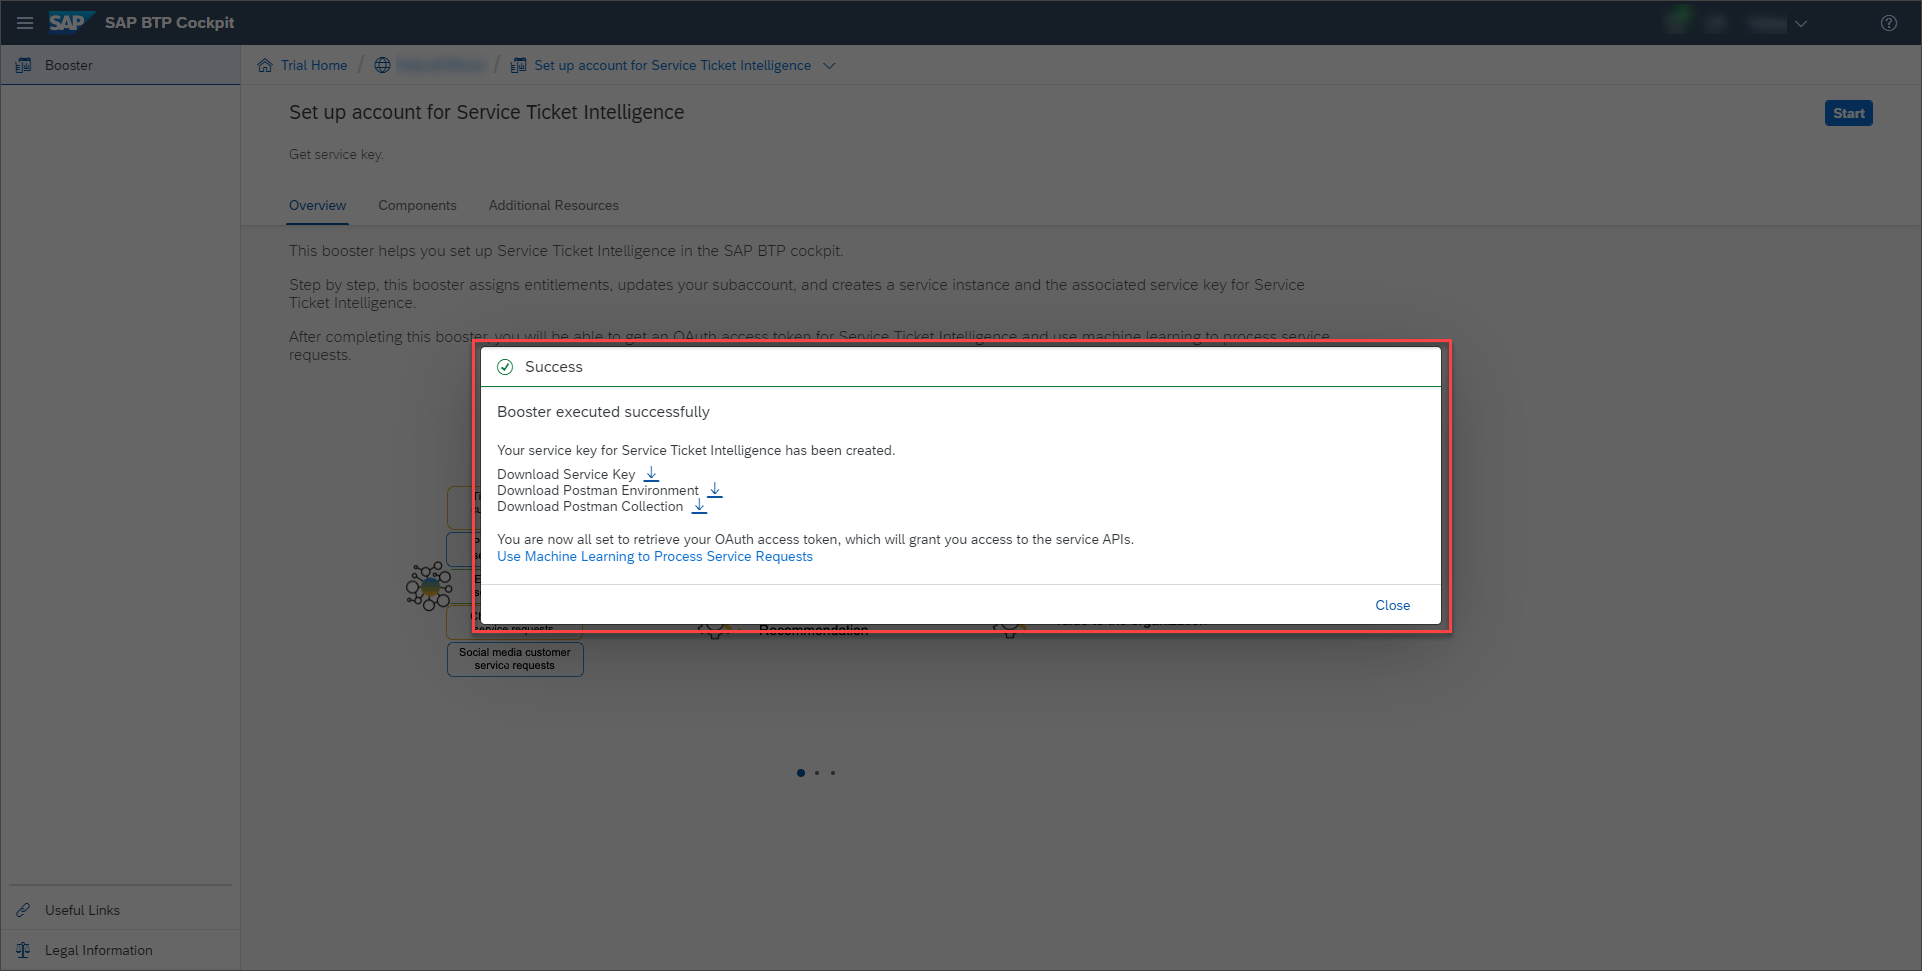 SAP SAP BTP Cockpit
Booster
Trial Home / / Set up account for Service Ticket Intelligence
Set up account for Service Ticket Intelligence
Start
Get service key.
Overview Components Additional Resources
This booster helps you set up Service Ticket Intelligence in the SAP BTP cockpit.
Step by step, this booster assigns entitlements, updates your subaccount, and creates a service instance and the associated service key for Service
Ticket Intelligence.
After completing this booster, you will be able to get an OAuth access token for Service Ticket Intelligence and use machine learning to process service
requests.
Success
Booster executed successfully
Your service key for Service Ticket Intelligence has been created.
Download Service Key
Download Postman Environment
Download Postman Collection
You are now all set to retrieve your OAuth access token, which will grant you access to the service APIs.
Use Machine Learning to Process Service Requests
Close
service requests
Recommendation
Social media customer
service requests
Useful Links
Legal Information